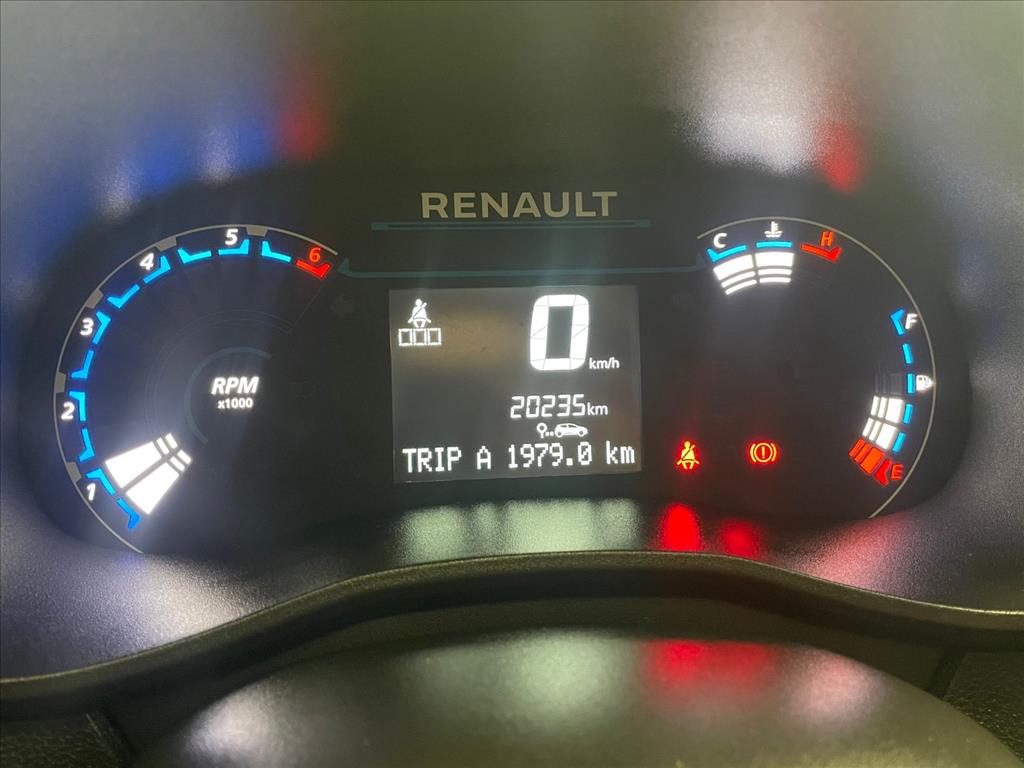 RENAULT
1
2
3
4
5
6
RPM
x1000
0 km/h
20235km
TRIP A 1979.0 km
C
H
F
E